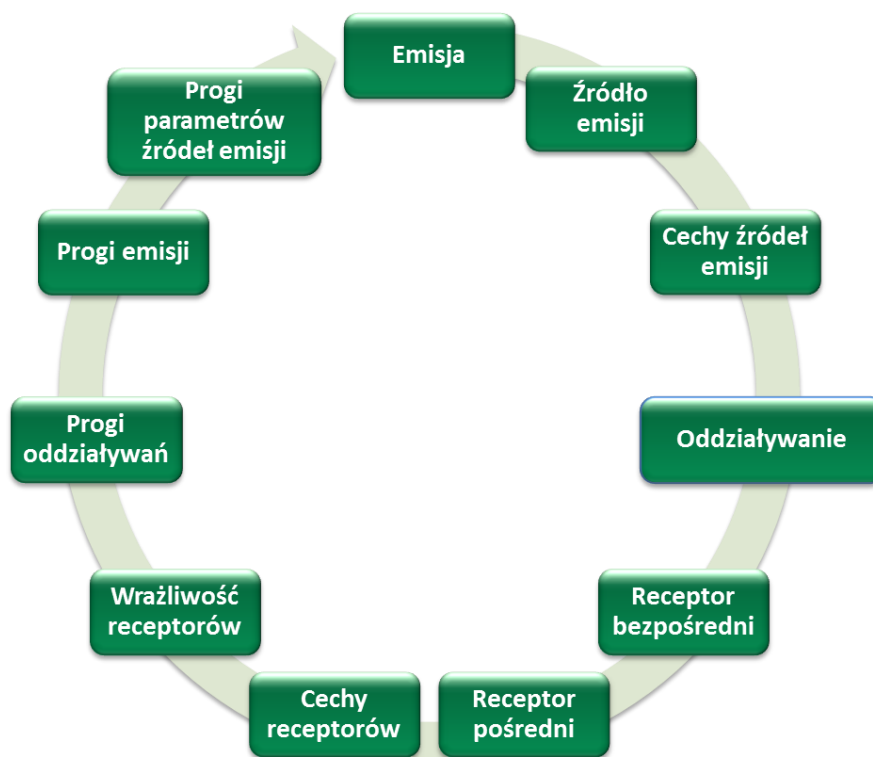 Emisja
Źródło
emisji
Cechy źródeł
emisji
Oddziaływanie
Receptor
bezpośredni
Receptor
pośredni
Cechy
receptorów
Wrażliwość
receptorów
Progi
oddziaływań
Progi emisji
Progi
parametrów
źródeł emisji